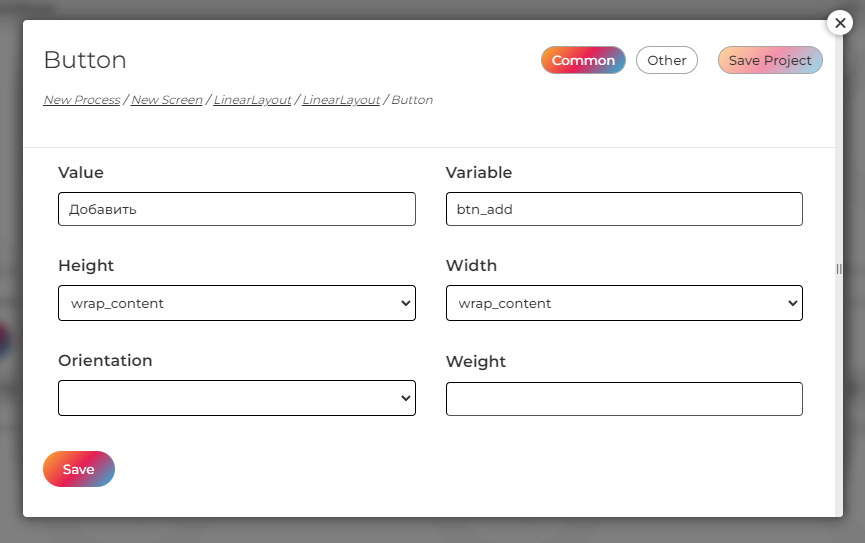 Button
Common
Other
Save Project
New Process / New Screen / LinearLayout / LinearLayout / Button
Value
Variable
Добавить
btn_add
Height
Width
wrap_content
wrap_content
Orientation
Weight
Save